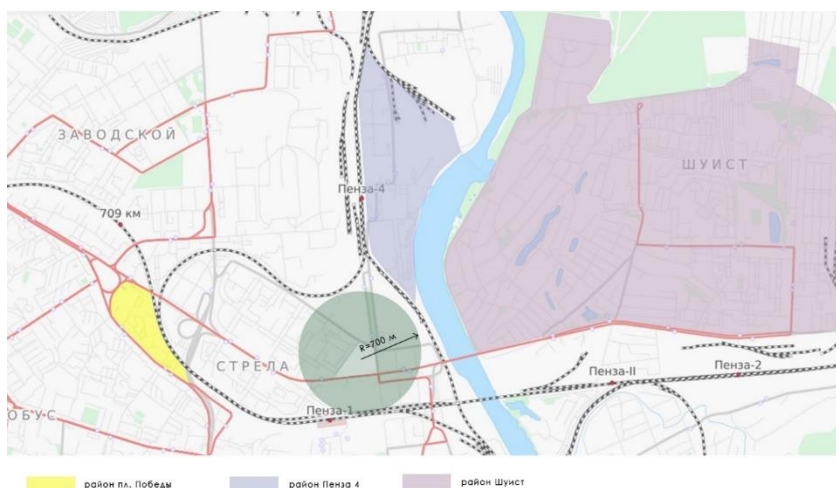 ЗАВОДСКОЙ
ШУИСТ
Пенза-4
709 км
R=700 м
СТРЕЛА
Пенза-II
Пенза-2
ОБУС
Пенза-1
район пл. Победы
район Пенза 4
район Шуист